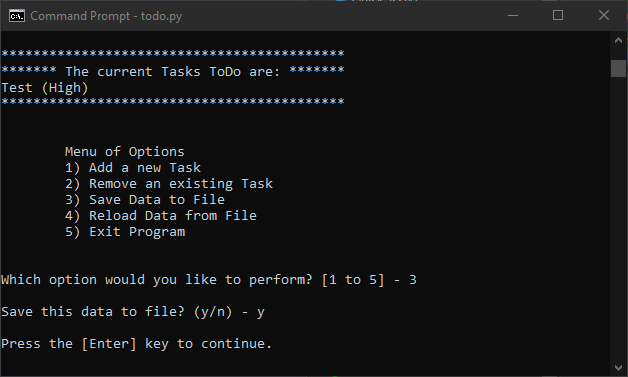 Command Prompt - todo.py
*******************************************
******* The current Tasks ToDo are: *******
Test (High)
*******************************************
Menu of Options
1) Add a new Task
2) Remove an existing Task
3) Save Data to File
4) Reload Data from File
5) Exit Program
Which option would you like to perform? [1 to 5] - 3
Save this data to file? (y/n) - y
Press the [Enter] key to continue.